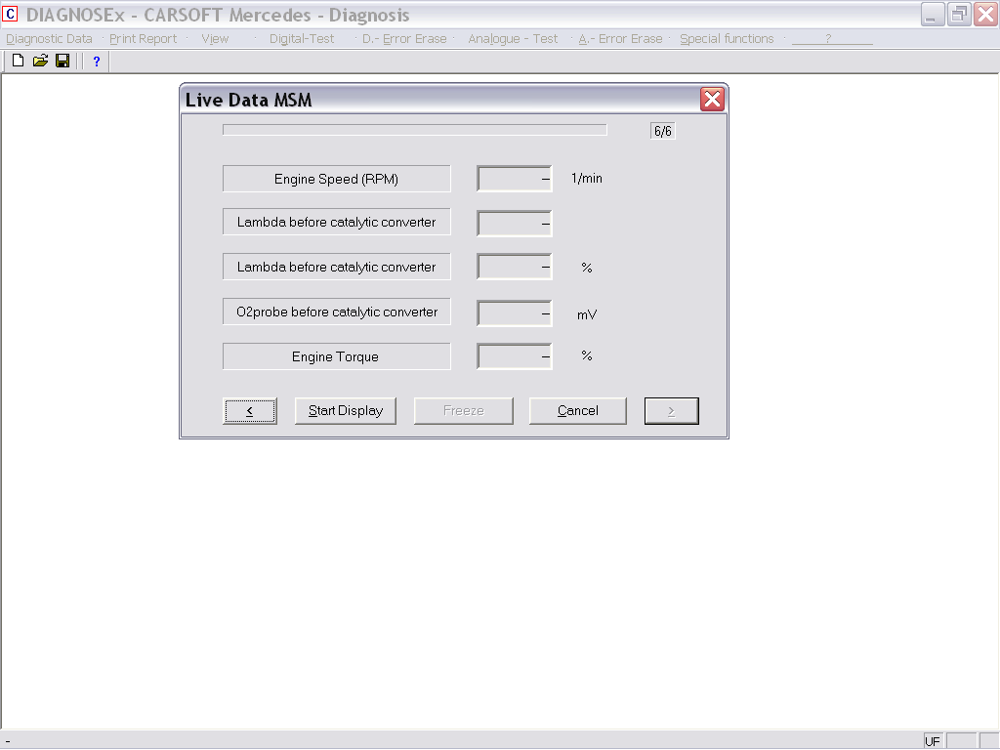 C DIAGNOSEx - CARSOFT Mercedes - Diagnosis
Diagnostic Data - Print Report - View - Digital-Test - D.- Error Erase - Analogue - Test - A.- Error Erase - Special functions - ?
?
Live Data MSM
6/6
Engine Speed (RPM) – 1/min
Lambda before catalytic converter –
Lambda before catalytic converter – %
O2probe before catalytic converter – mV
Engine Torque – %
< Start Display Freeze Cancel >
- UF